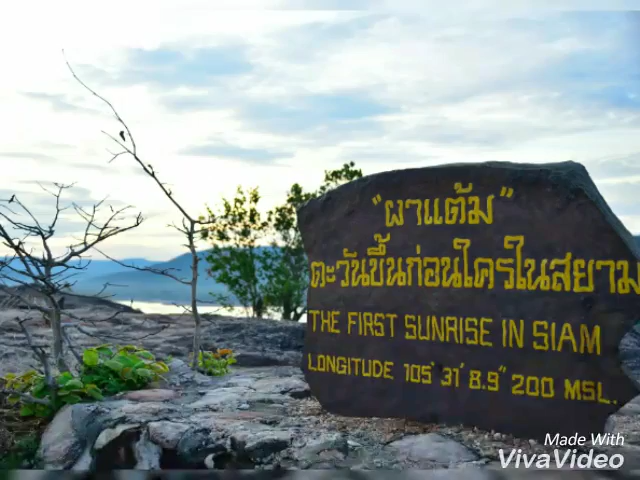 "ผาแต้ม"
ตะวันขึ้นก่อนใครในสยาม
THE FIRST SUNRISE IN SIAM
LONGITUDE 105° 31' 8.9" 200 MSL.
Made With
VivaVideo